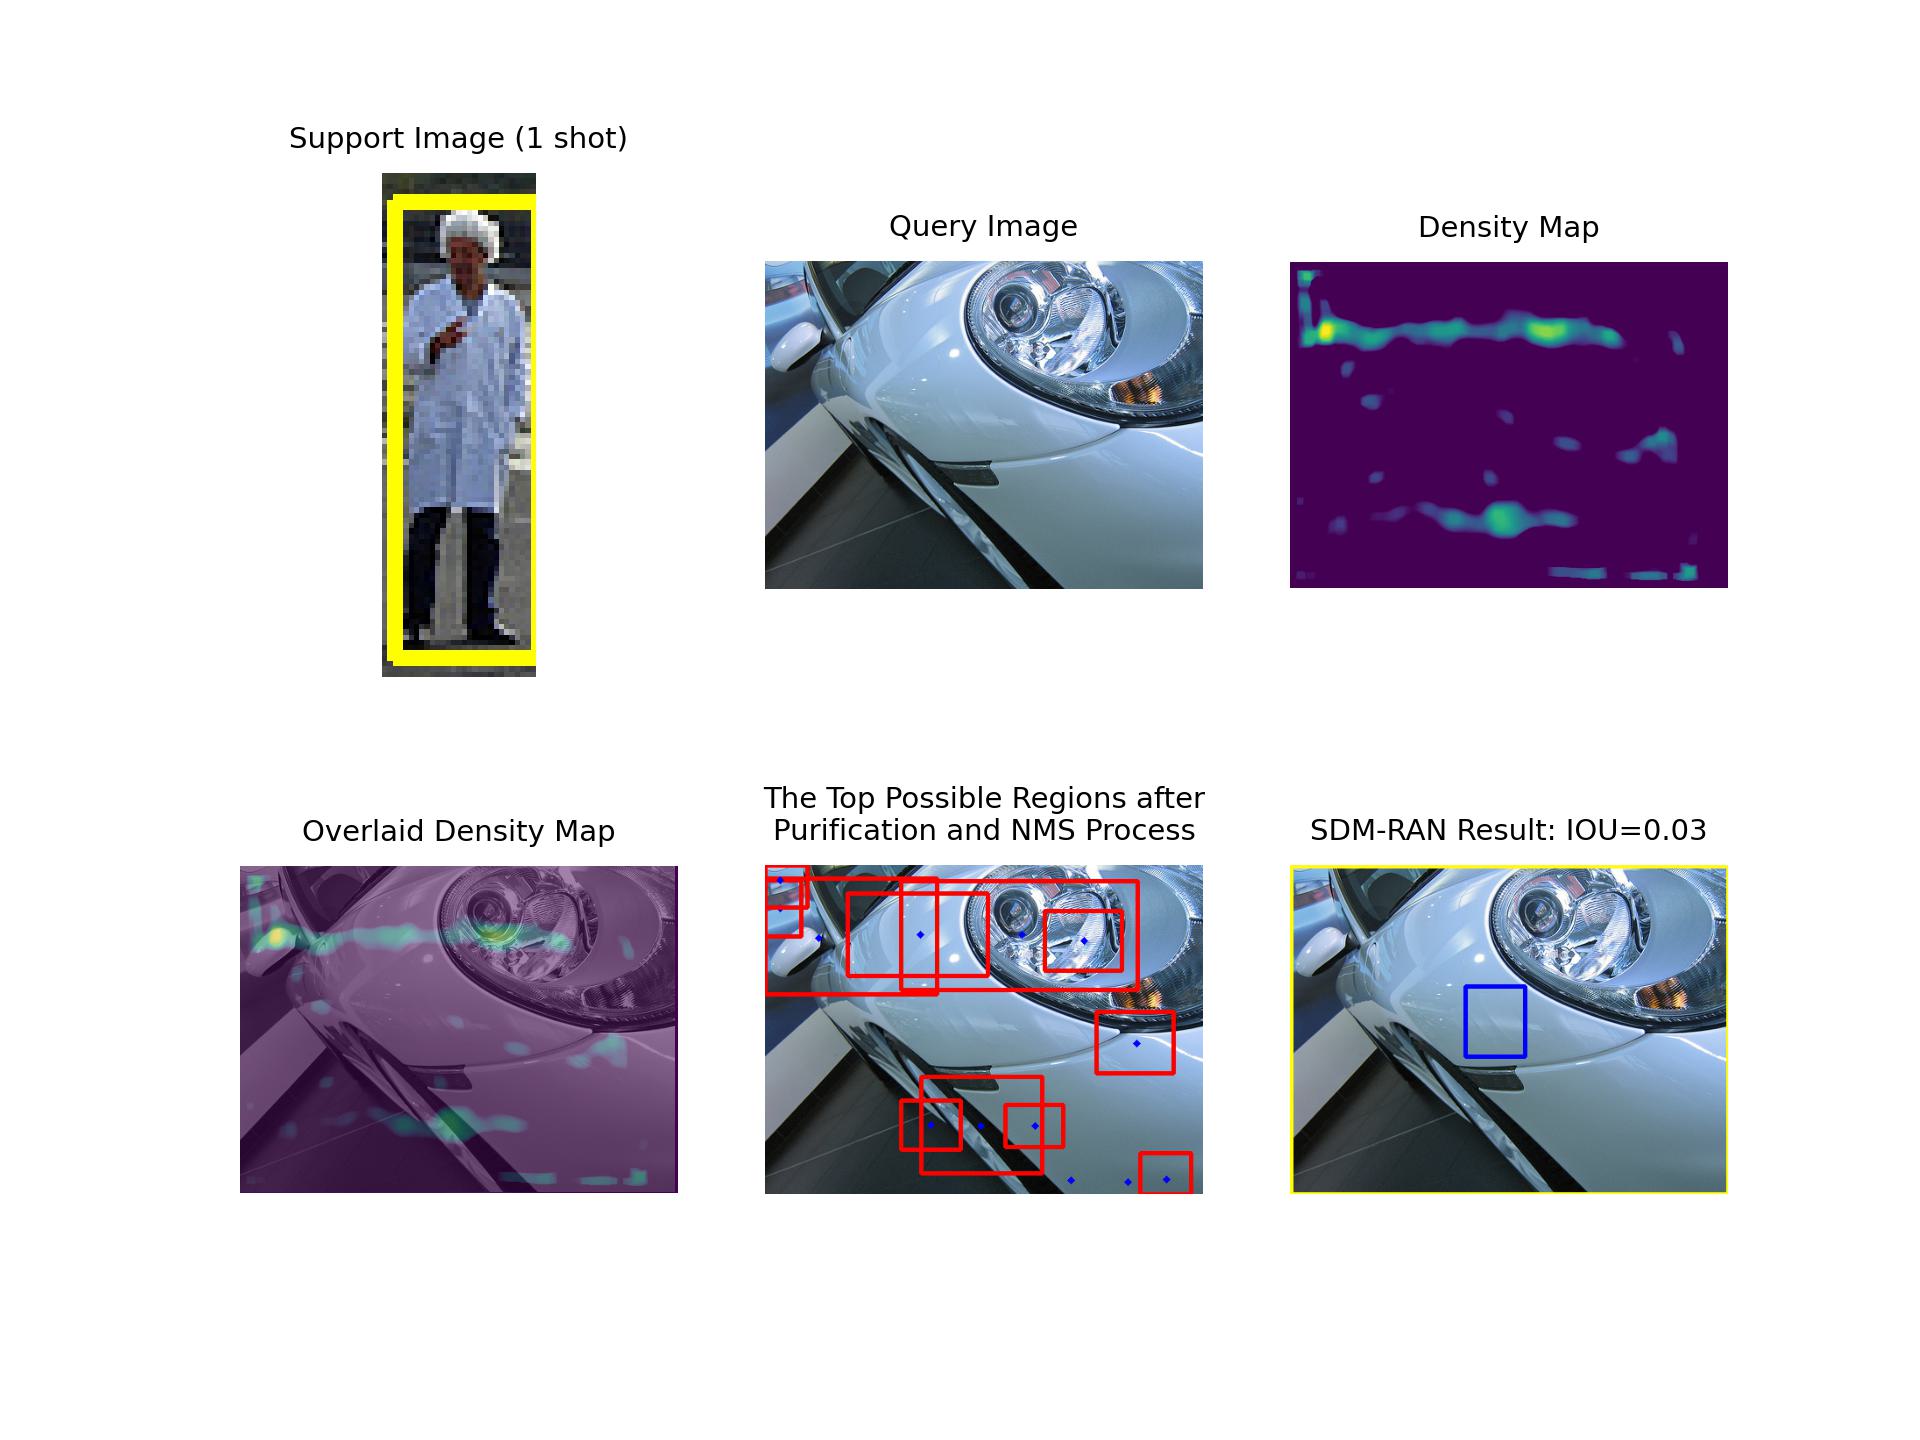 Support Image (1 shot)
Query Image
Density Map
Overlaid Density Map
The Top Possible Regions after
Purification and NMS Process
SDM-RAN Result: IOU=0.03